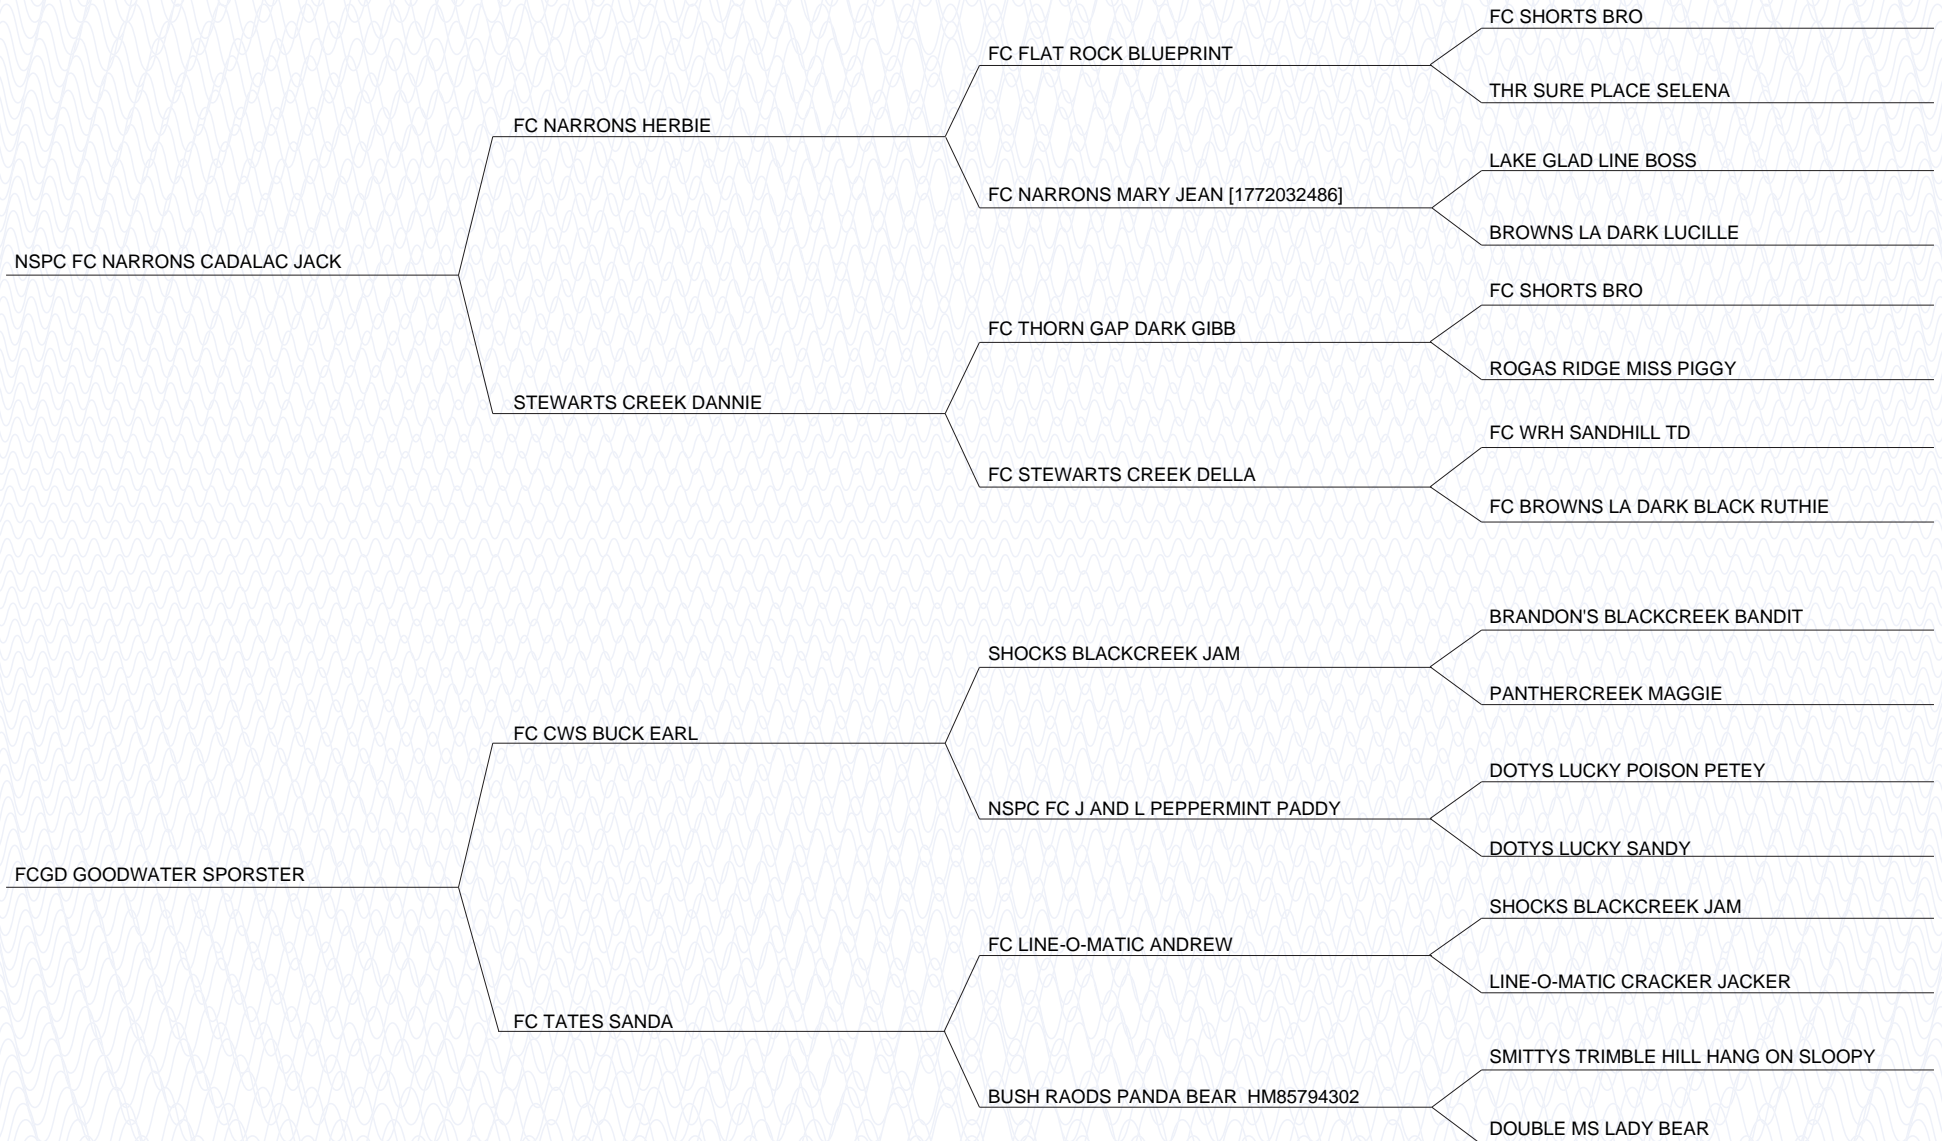 FC SHORTS BRO
FC FLAT ROCK BLUEPRINT
THR SURE PLACE SELENA
FC NARRONS HERBIE
LAKE GLAD LINE BOSS
FC NARRONS MARY JEAN [1772032486]
BROWNS LA DARK LUCILLE
NSPC FC NARRONS CADALAC JACK
FC SHORTS BRO
FC THORN GAP DARK GIBB
ROGAS RIDGE MISS PIGGY
STEWARTS CREEK DANNIE
FC WRH SANDHILL TD
FC STEWARTS CREEK DELLA
FC BROWNS LA DARK BLACK RUTHIE
BRANDON'S BLACKCREEK BANDIT
SHOCKS BLACKCREEK JAM
PANTHERCREEK MAGGIE
FC CWS BUCK EARL
DOTYS LUCKY POISON PETEY
NSPC FC J AND L PEPPERMINT PADDY
DOTYS LUCKY SANDY
FCGD GOODWATER SPORSTER
SHOCKS BLACKCREEK JAM
FC LINE-O-MATIC ANDREW
LINE-O-MATIC CRACKER JACKER
FC TATES SANDA
SMITTYS TRIMBLE HILL HANG ON SLOOPY
BUSH RAODS PANDA BEAR  HM85794302
DOUBLE MS LADY BEAR